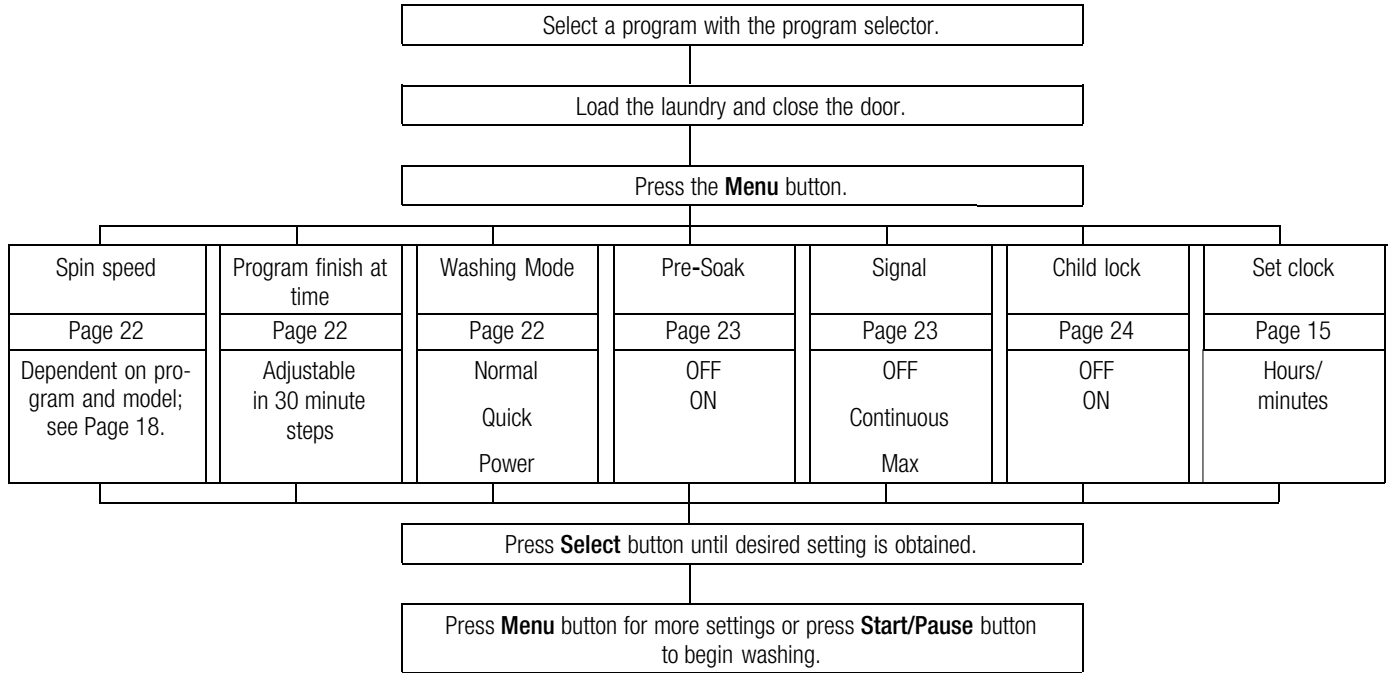 Select a program with the program selector.
Load the laundry and close the door.
Press the Menu button.
Spin speed
Page 22
Dependent on pro-
gram and model;
see Page 18.
Program finish at
time
Page 22
Adjustable
in 30 minute
steps
Washing Mode
Page 22
Normal
Quick
Power
Pre-Soak
Page 23
OFF
ON
Signal
Page 23
OFF
Continuous
Max
Child lock
Page 24
OFF
ON
Set clock
Page 15
Hours/
minutes
Press Select button until desired setting is obtained.
Press Menu button for more settings or press Start/Pause button
to begin washing.